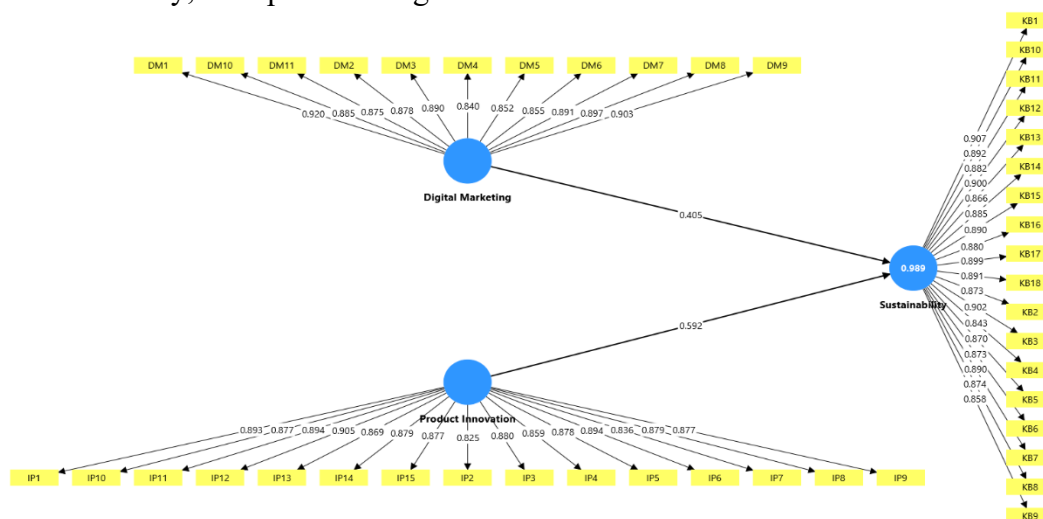 DM1 DM10 DM11 DM2 DM3 DM4 DM5 DM6 DM7 DM8 DM9
0.920 0.885 0.875 0.878 0.890 0.840 0.852 0.855 0.891 0.897 0.903
Digital Marketing
0.405
KB1
KB10
KB11
KB12
KB13
KB14
KB15
KB16
KB17
KB18
KB2
KB3
KB4
KB5
KB6
KB7
KB8
KB9
0.907
0.892
0.882
0.900
0.866
0.885
0.890
0.880
0.899
0.891
0.873
0.902
0.843
0.870
0.873
0.890
0.874
0.858
0.989
Sustainability
0.592
Product Innovation
0.893 0.877 0.894 0.905 0.869 0.879 0.877 0.825 0.880 0.859 0.878 0.894 0.836 0.879 0.877
IP1 IP10 IP11 IP12 IP13 IP14 IP15 IP2 IP3 IP4 IP5 IP6 IP7 IP8 IP9